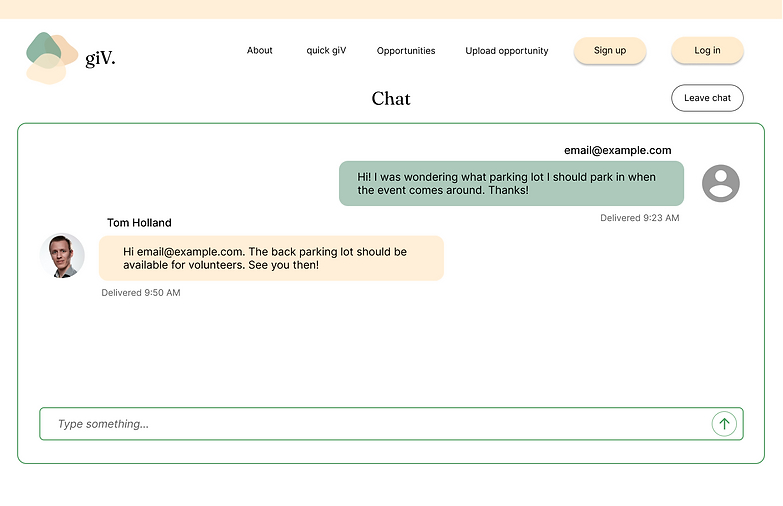 giV.
About
quick giV
Opportunities
Upload opportunity
Sign up
Log in
Chat
Leave chat
email@example.com
Hi! I was wondering what parking lot I should park in when
the event comes around. Thanks!
Delivered 9:23 AM
Tom Holland
Hi email@example.com. The back parking lot should be
available for volunteers. See you then!
Delivered 9:50 AM
Type something...